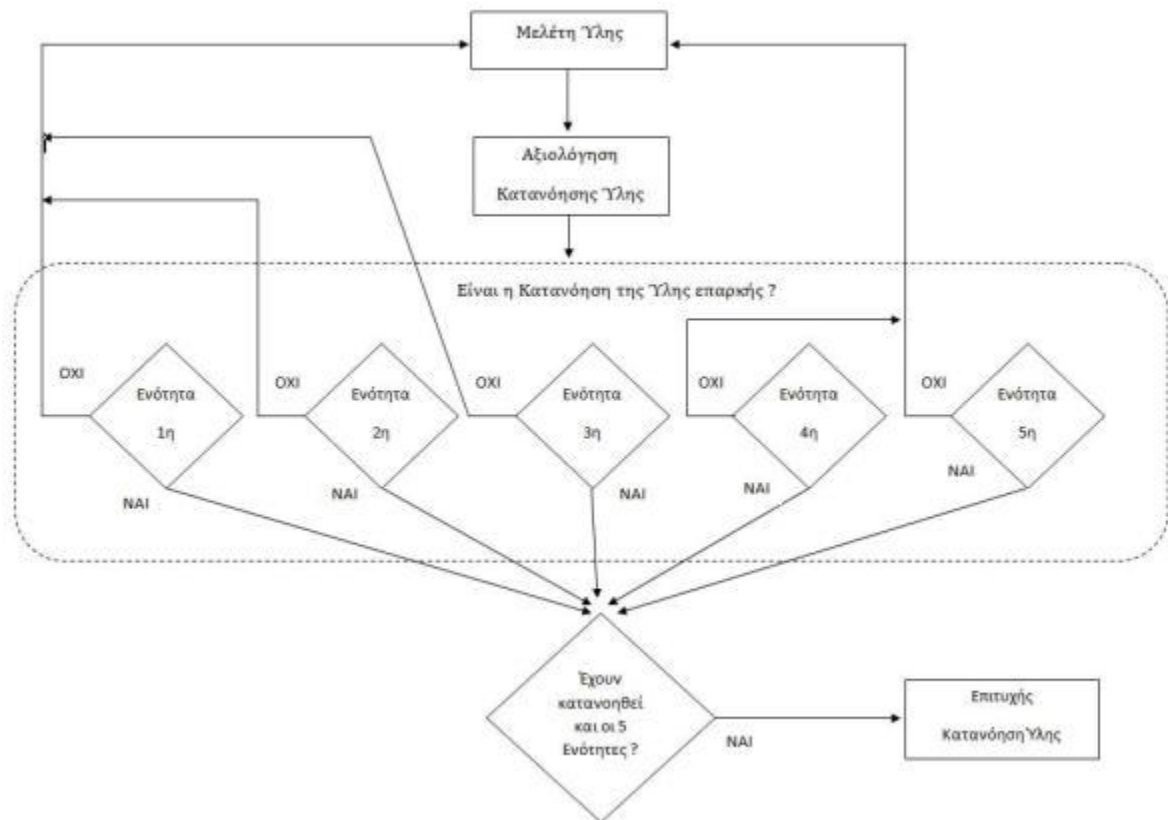 Μελέτη Ύλης
Αξιολόγηση
Κατανόησης Ύλης
Είναι η Κατανόηση της Ύλης επαρκής ?
ΟΧΙ
Ενότητα
1η
ΝΑΙ
ΟΧΙ
Ενότητα
2η
ΝΑΙ
ΟΧΙ
Ενότητα
3η
ΝΑΙ
ΟΧΙ
Ενότητα
4η
ΝΑΙ
ΟΧΙ
Ενότητα
5η
ΝΑΙ
Έχουν
κατανοηθεί
και οι 5
Ενότητες ?
ΝΑΙ
Επιτυχής
Κατανόηση Ύλης